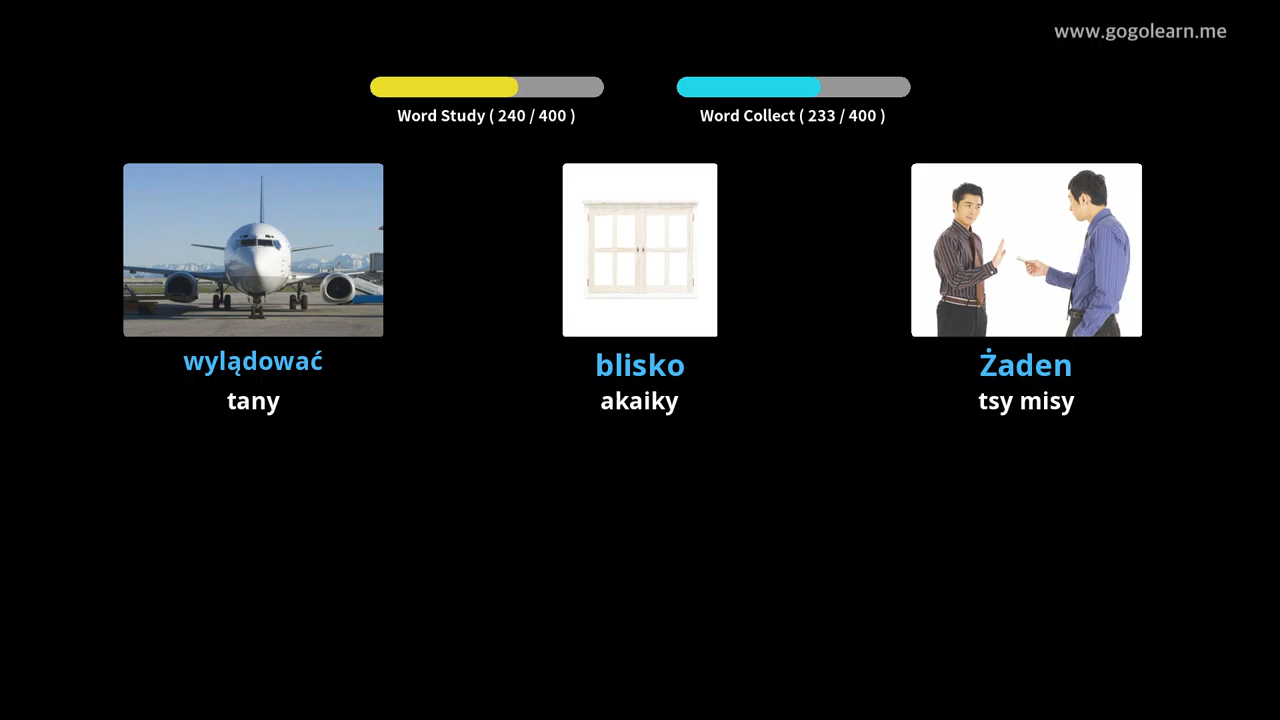 www.gogolearn.me
Word Study ( 240 / 400 )
Word Collect ( 233 / 400 )
wylądować
tany
blisko
akaiky
Żaden
tsy misy